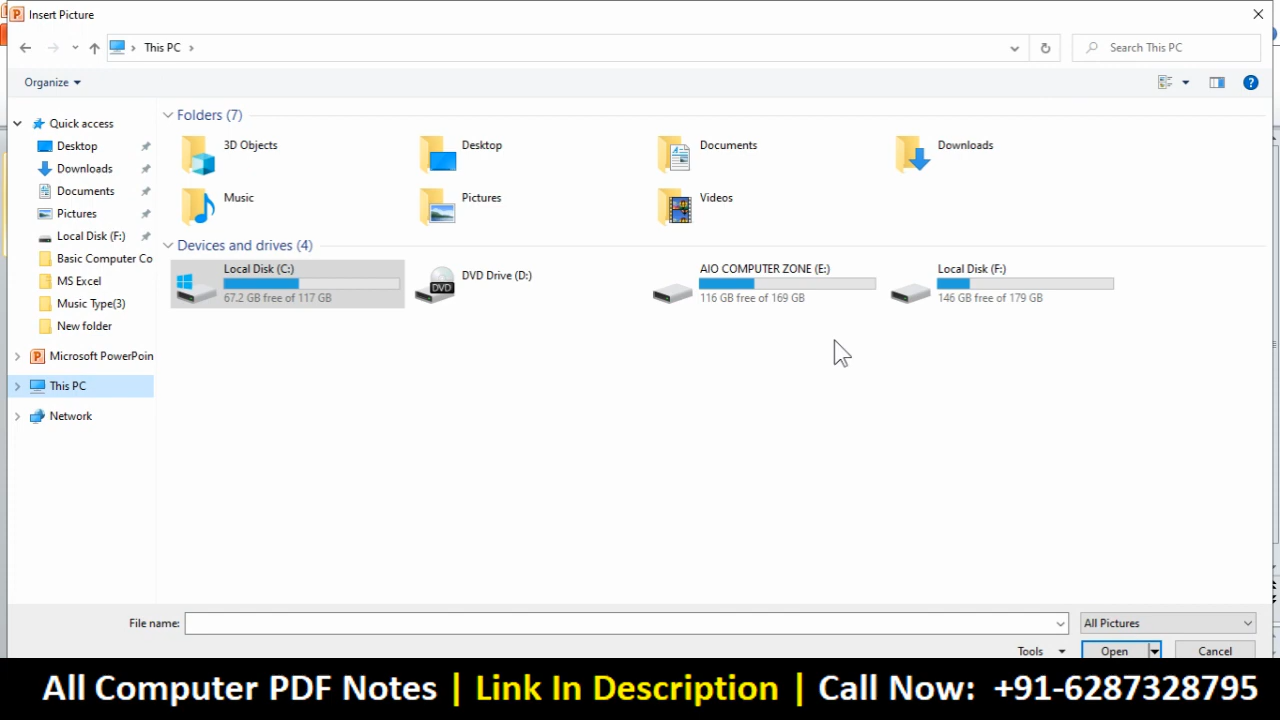 Insert Picture
This PC
Search This PC
Organize
Quick access
Desktop
Downloads
Documents
Pictures
Local Disk (F:)
Basic Computer Co
MS Excel
Music Type(3)
New folder
Microsoft PowerPoin
This PC
Network
Folders (7)
3D Objects
Desktop
Documents
Downloads
Music
Pictures
Videos
Devices and drives (4)
Local Disk (C:)
67.2 GB free of 117 GB
DVD
DVD Drive (D:)
AIO COMPUTER ZONE (E:)
116 GB free of 169 GB
Local Disk (F:)
146 GB free of 179 GB
File name:
All Pictures
Tools
Open
Cancel
All Computer PDF Notes | Link In Description | Call Now: +91-6287328795